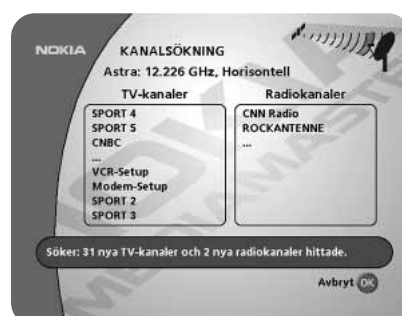 NOKIA
KANALSÖKNING
Astra: 12.226 GHz, Horisontell
TV-kanaler
SPORT 4
SPORT 5
CNBC
...
VCR-Setup
Modem-Setup
SPORT 2
SPORT 3
Radiokanaler
CNN Radio
ROCKANTENNE
...
Söker: 31 nya TV-kanaler och 2 nya radiokanaler hittade.
Avbryt OK
NOKIA
MEDIAMASTER